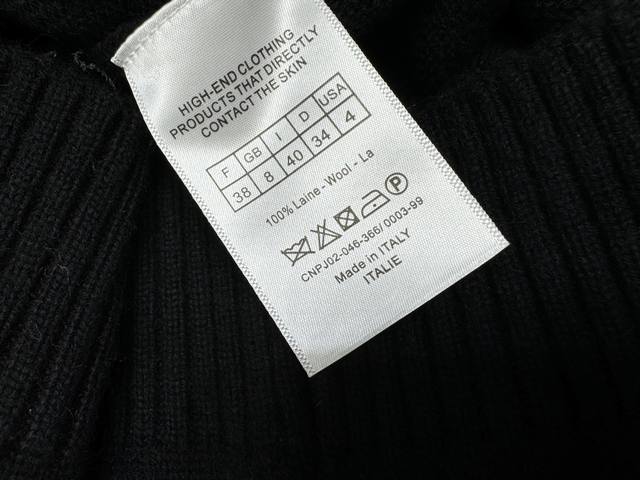 HIGH-END CLOTHING
PRODUCTS THAT DIRECTLY
CONTACT THE SKIN
F GB I D USA
38 8 40 34 4
100% Laine - Wool - La
P
CNPJ02-046-366/ 0003-99
Made in ITALY
ITALIE